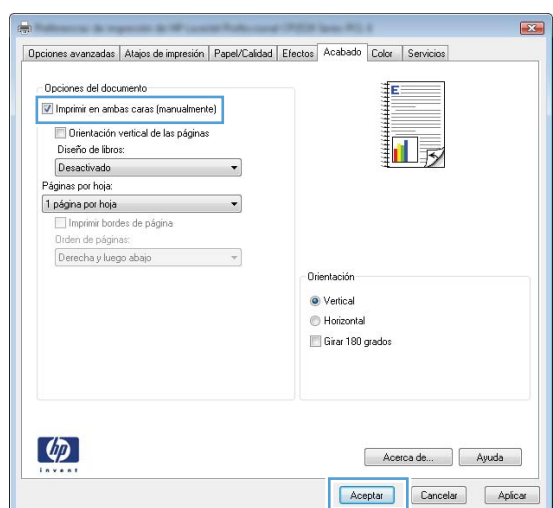 Opciones avanzadas Atajos de impresión Papel/Calidad Efectos Acabado Color Servicios
Opciones del documento
Imprimir en ambas caras (manualmente)
Orientación vertical de las páginas
Diseño de libros:
Desactivado
Páginas por hoja:
1 página por hoja
Imprimir bordes de página
Orden de páginas:
Derecha y luego abajo
E
Orientación
Vertical
Horizontal
Girar 180 grados
hp
invent
Acerca de... Ayuda
Aceptar Cancelar Aplicar